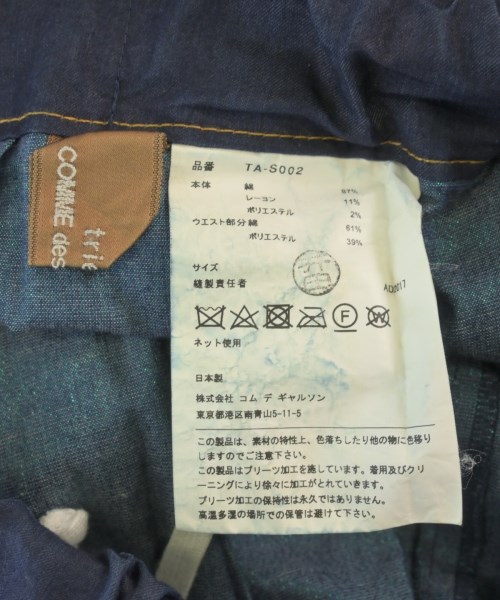 trie
COMME des
品番 TA-S002
本体 綿 87%
レーヨン 11%
ポリエステル 2%
ウエスト部分 綿 61%
ポリエステル 39%
サイズ
縫製責任者
AD2017
F
W
ネット使用
日本製
株式会社 コム デ ギャルソン
東京都港区南青山5-11-5
この製品は、素材の特性上、色落ちしたり他の物に色移り
しますのでご注意下さい。
この製品はプリーツ加工を施しています。着用及びクリ
ーニングにより徐々に加工がとれていきます。
プリーツ加工の保持性は永久ではありません。
高温多湿の場所での保管は避けて下さい。